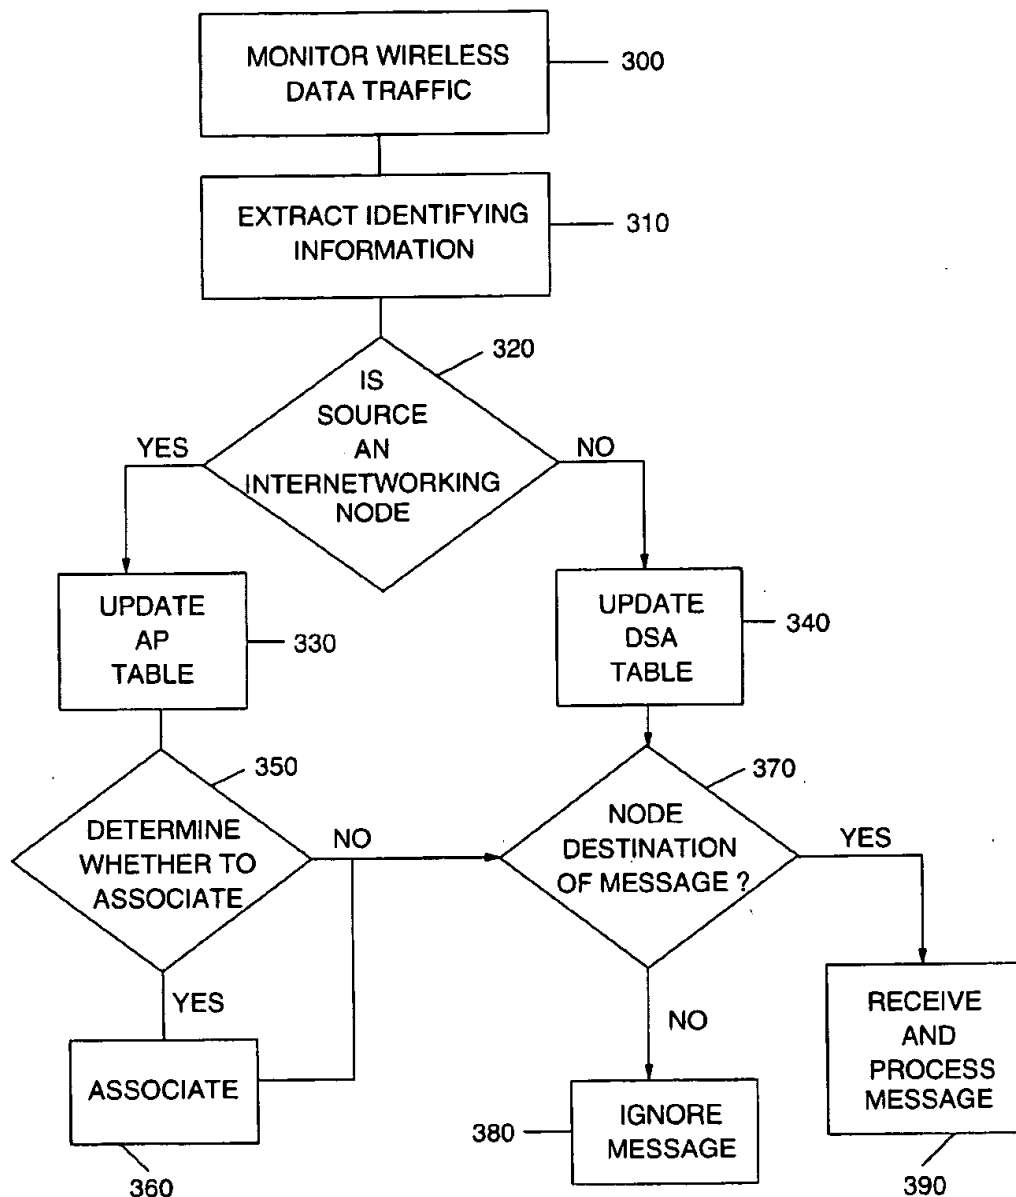 MONITOR WIRELESS
DATA TRAFFIC
300
EXTRACT IDENTIFYING
INFORMATION
310
320
IS
SOURCE
AN
INTERNETWORKING
NODE
YES
NO
UPDATE
AP
TABLE
330
UPDATE
DSA
TABLE
340
350
DETERMINE
WHETHER TO
ASSOCIATE
NO
YES
370
NODE
DESTINATION
OF MESSAGE ?
YES
NO
ASSOCIATE
360
380
IGNORE
MESSAGE
RECEIVE
AND
PROCESS
MESSAGE
390